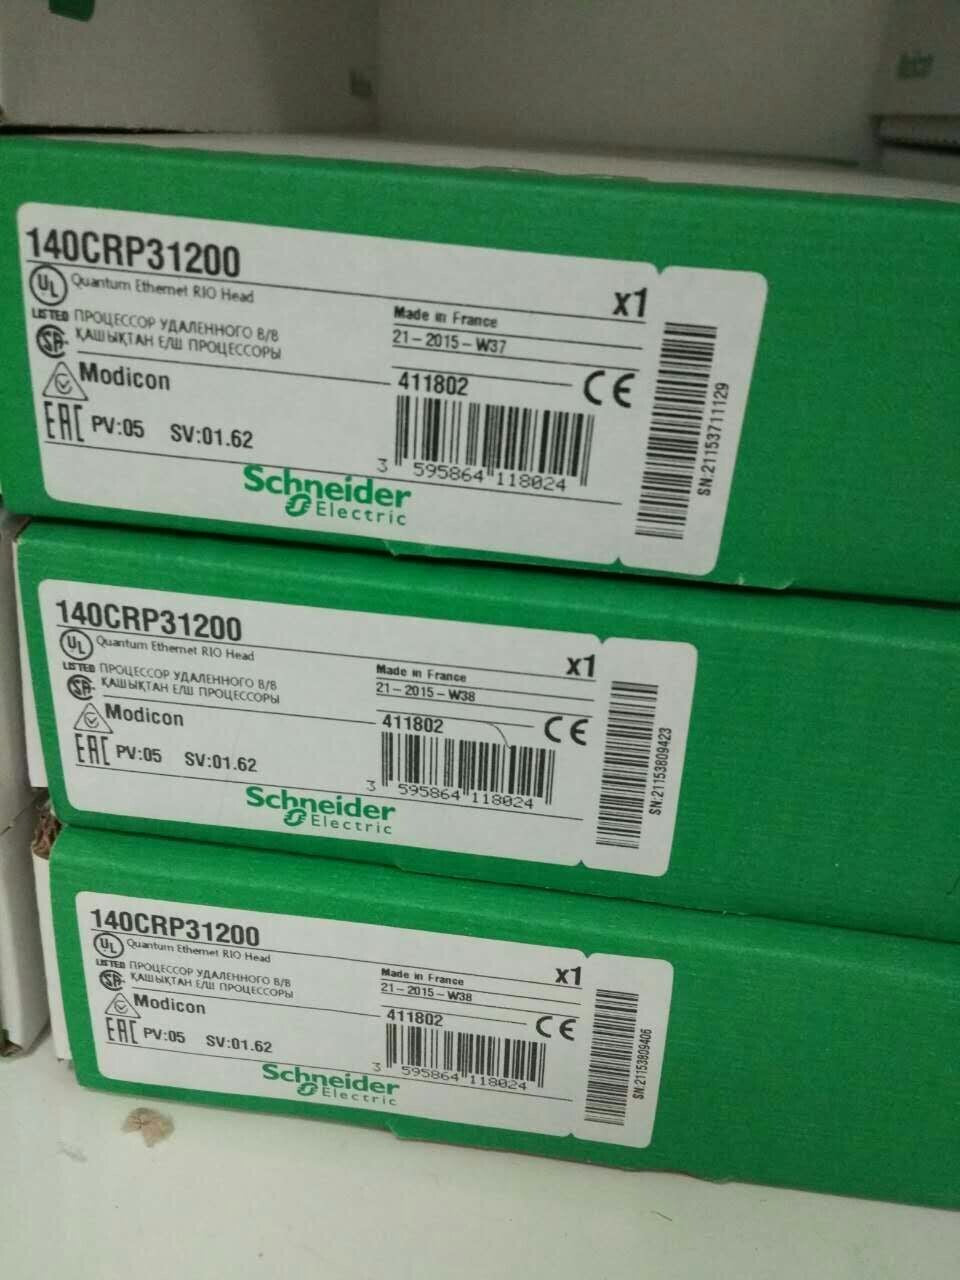 140CRP31200
Quantum Ethernet RIO Head
x1
UL
LISTED
ПРОЦЕССОР УДАЛЕННОГО В/В
ҚАШЫҚТАН Е/Ш ПРОЦЕССОРЫ
Made in France
21-2015-W37
Modicon
411802
CE
EAC PV:05 SV:01.62
3 595864 118024
Schneider
Electric
SN:21153711129
140CRP31200
Quantum Ethernet RIO Head
x1
UL
LISTED
ПРОЦЕССОР УДАЛЕННОГО В/В
ҚАШЫҚТАН Е/Ш ПРОЦЕССОРЫ
Made in France
21-2015-W38
Modicon
411802
CE
EAC PV:05 SV:01.62
3 595864 118024
Schneider
Electric
SN:21153809423
140CRP31200
Quantum Ethernet RIO Head
x1
UL
LISTED
ПРОЦЕССОР УДАЛЕННОГО В/В
ҚАШЫҚТАН Е/Ш ПРОЦЕССОРЫ
Made in France
21-2015-W38
Modicon
411802
CE
EAC PV:05 SV:01.62
3 595864 118024
Schneider
Electric
SN:21153809406